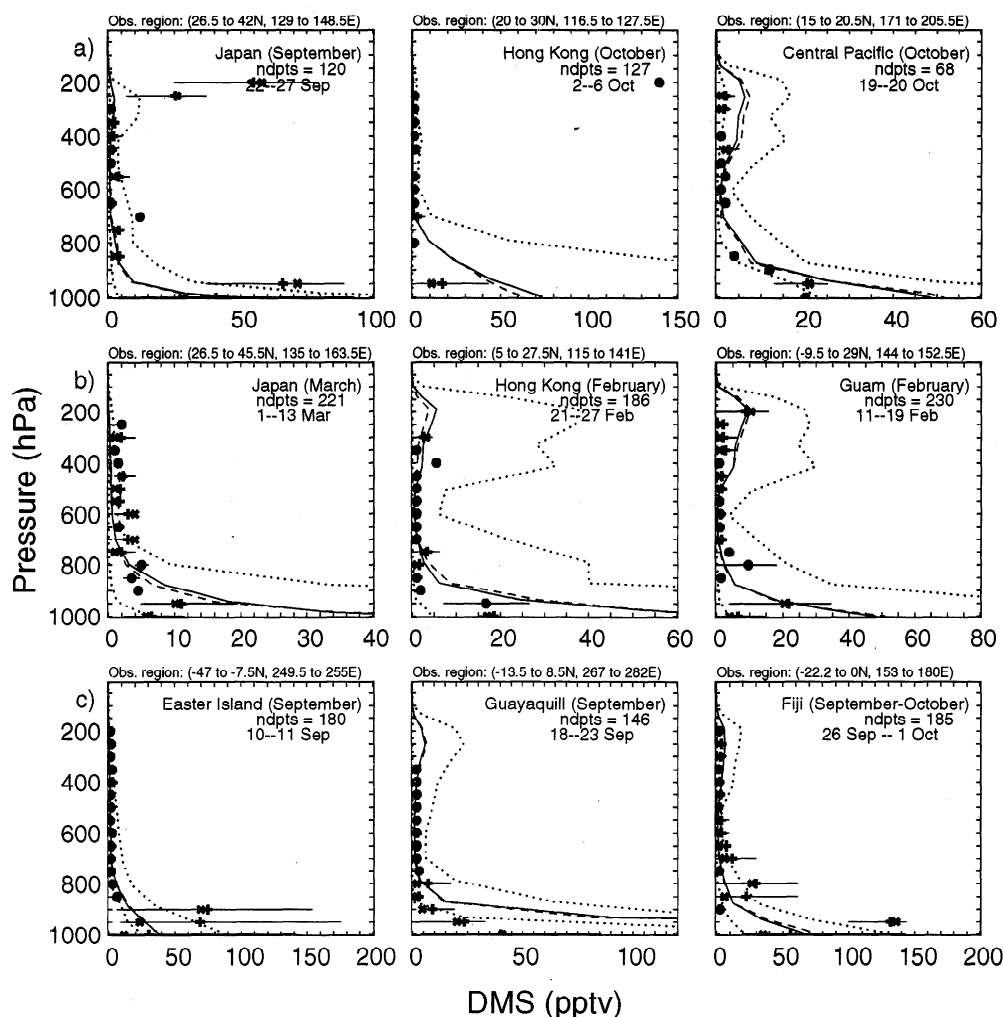 Obs. region: (26.5 to 42N, 129 to 148.5E)
a)
Japan (September)
ndpts = 120
22--27 Sep
0 50 100
Obs. region: (20 to 30N, 116.5 to 127.5E)
Hong Kong (October)
ndpts = 127
2--6 Oct
0 50 100 150
Obs. region: (15 to 20.5N, 171 to 205.5E)
Central Pacific (October)
ndpts = 68
19--20 Oct
0 20 40 60
200
400
600
800
1000
Obs. region: (26.5 to 45.5N, 135 to 163.5E)
b)
Japan (March)
ndpts = 221
1--13 Mar
0 10 20 30 40
Obs. region: (5 to 27.5N, 115 to 141E)
Hong Kong (February)
ndpts = 186
21--27 Feb
0 20 40 60
Obs. region: (-9.5 to 29N, 144 to 152.5E)
Guam (February)
ndpts = 230
11--19 Feb
0 20 40 60 80
200
400
600
800
1000
Pressure (hPa)
Obs. region: (-47 to -7.5N, 249.5 to 255E)
c)
Easter Island (September)
ndpts = 180
10--11 Sep
0 50 100 150 200
Obs. region: (-13.5 to 8.5N, 267 to 282E)
Guayaquill (September)
ndpts = 146
18--23 Sep
0 50 100
Obs. region: (-22.2 to 0N, 153 to 180E)
Fiji (September-October)
ndpts = 185
26 Sep -- 1 Oct
0 50 100 150 200
200
400
600
800
1000
DMS (pptv)